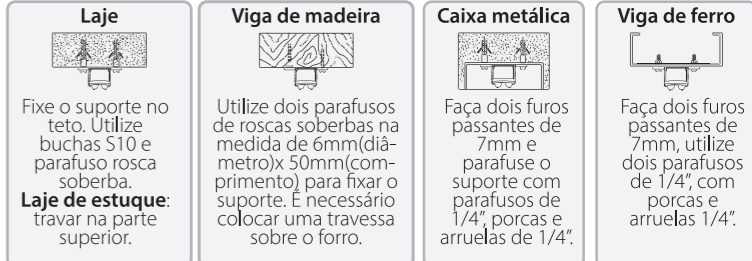 Laje
Fixe o suporte no
teto. Utilize
buchas S10 e
parafuso rosca
soberba.
Laje de estuque:
travar na parte
superior.
Viga de madeira
Utilize dois parafusos
de roscas soberbas na
medida de 6mm(diâ-
metro)x 50mm(com-
primento) para fixar o
suporte. É necessário
colocar uma travessa
sobre o forro.
Caixa metálica
Faça dois furos
passantes de
7mm e
parafuse o
suporte com
parafusos de
1/4”, porcas e
arruelas de 1/4”.
Viga de ferro
Faça dois furos
passantes de
7mm, utilize
dois parafusos
de 1/4”, com
porcas e
arruelas 1/4”.